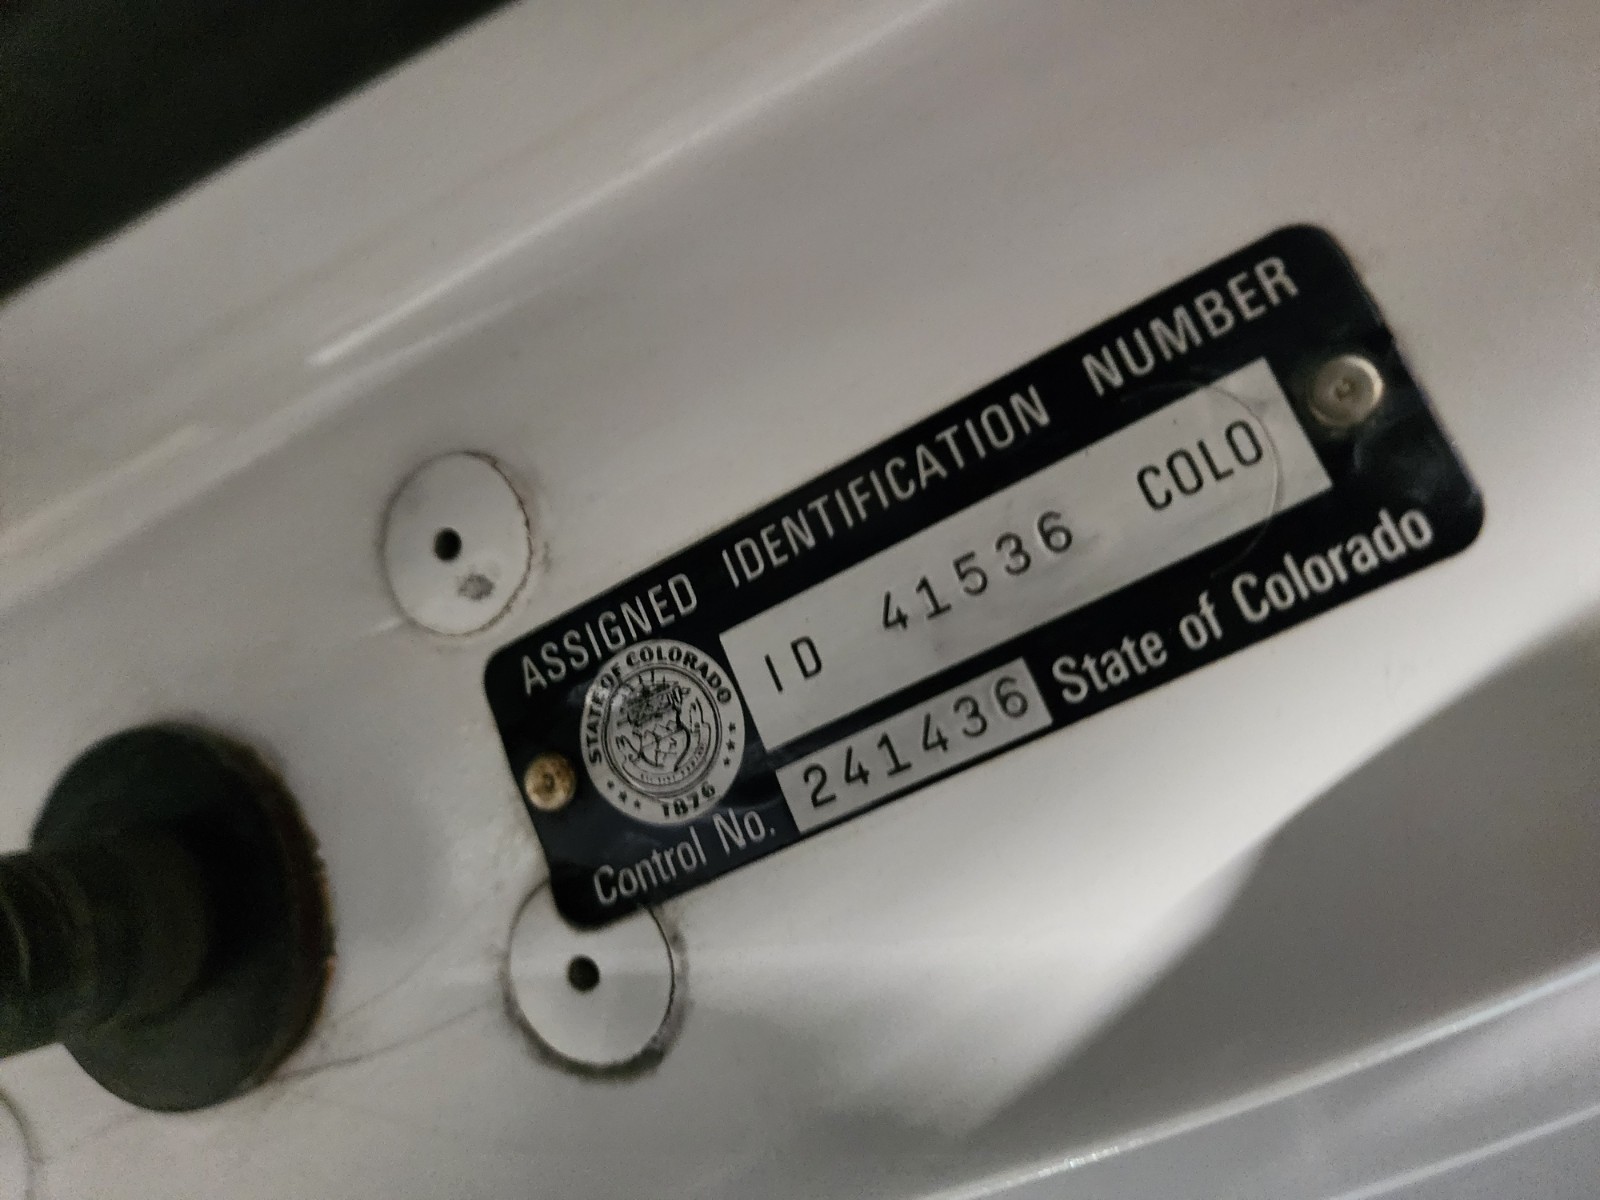 ASSIGNED IDENTIFICATION NUMBER
ID 41536 COLO
STATE OF COLORADO
1876
Control No. 241436 State of Colorado